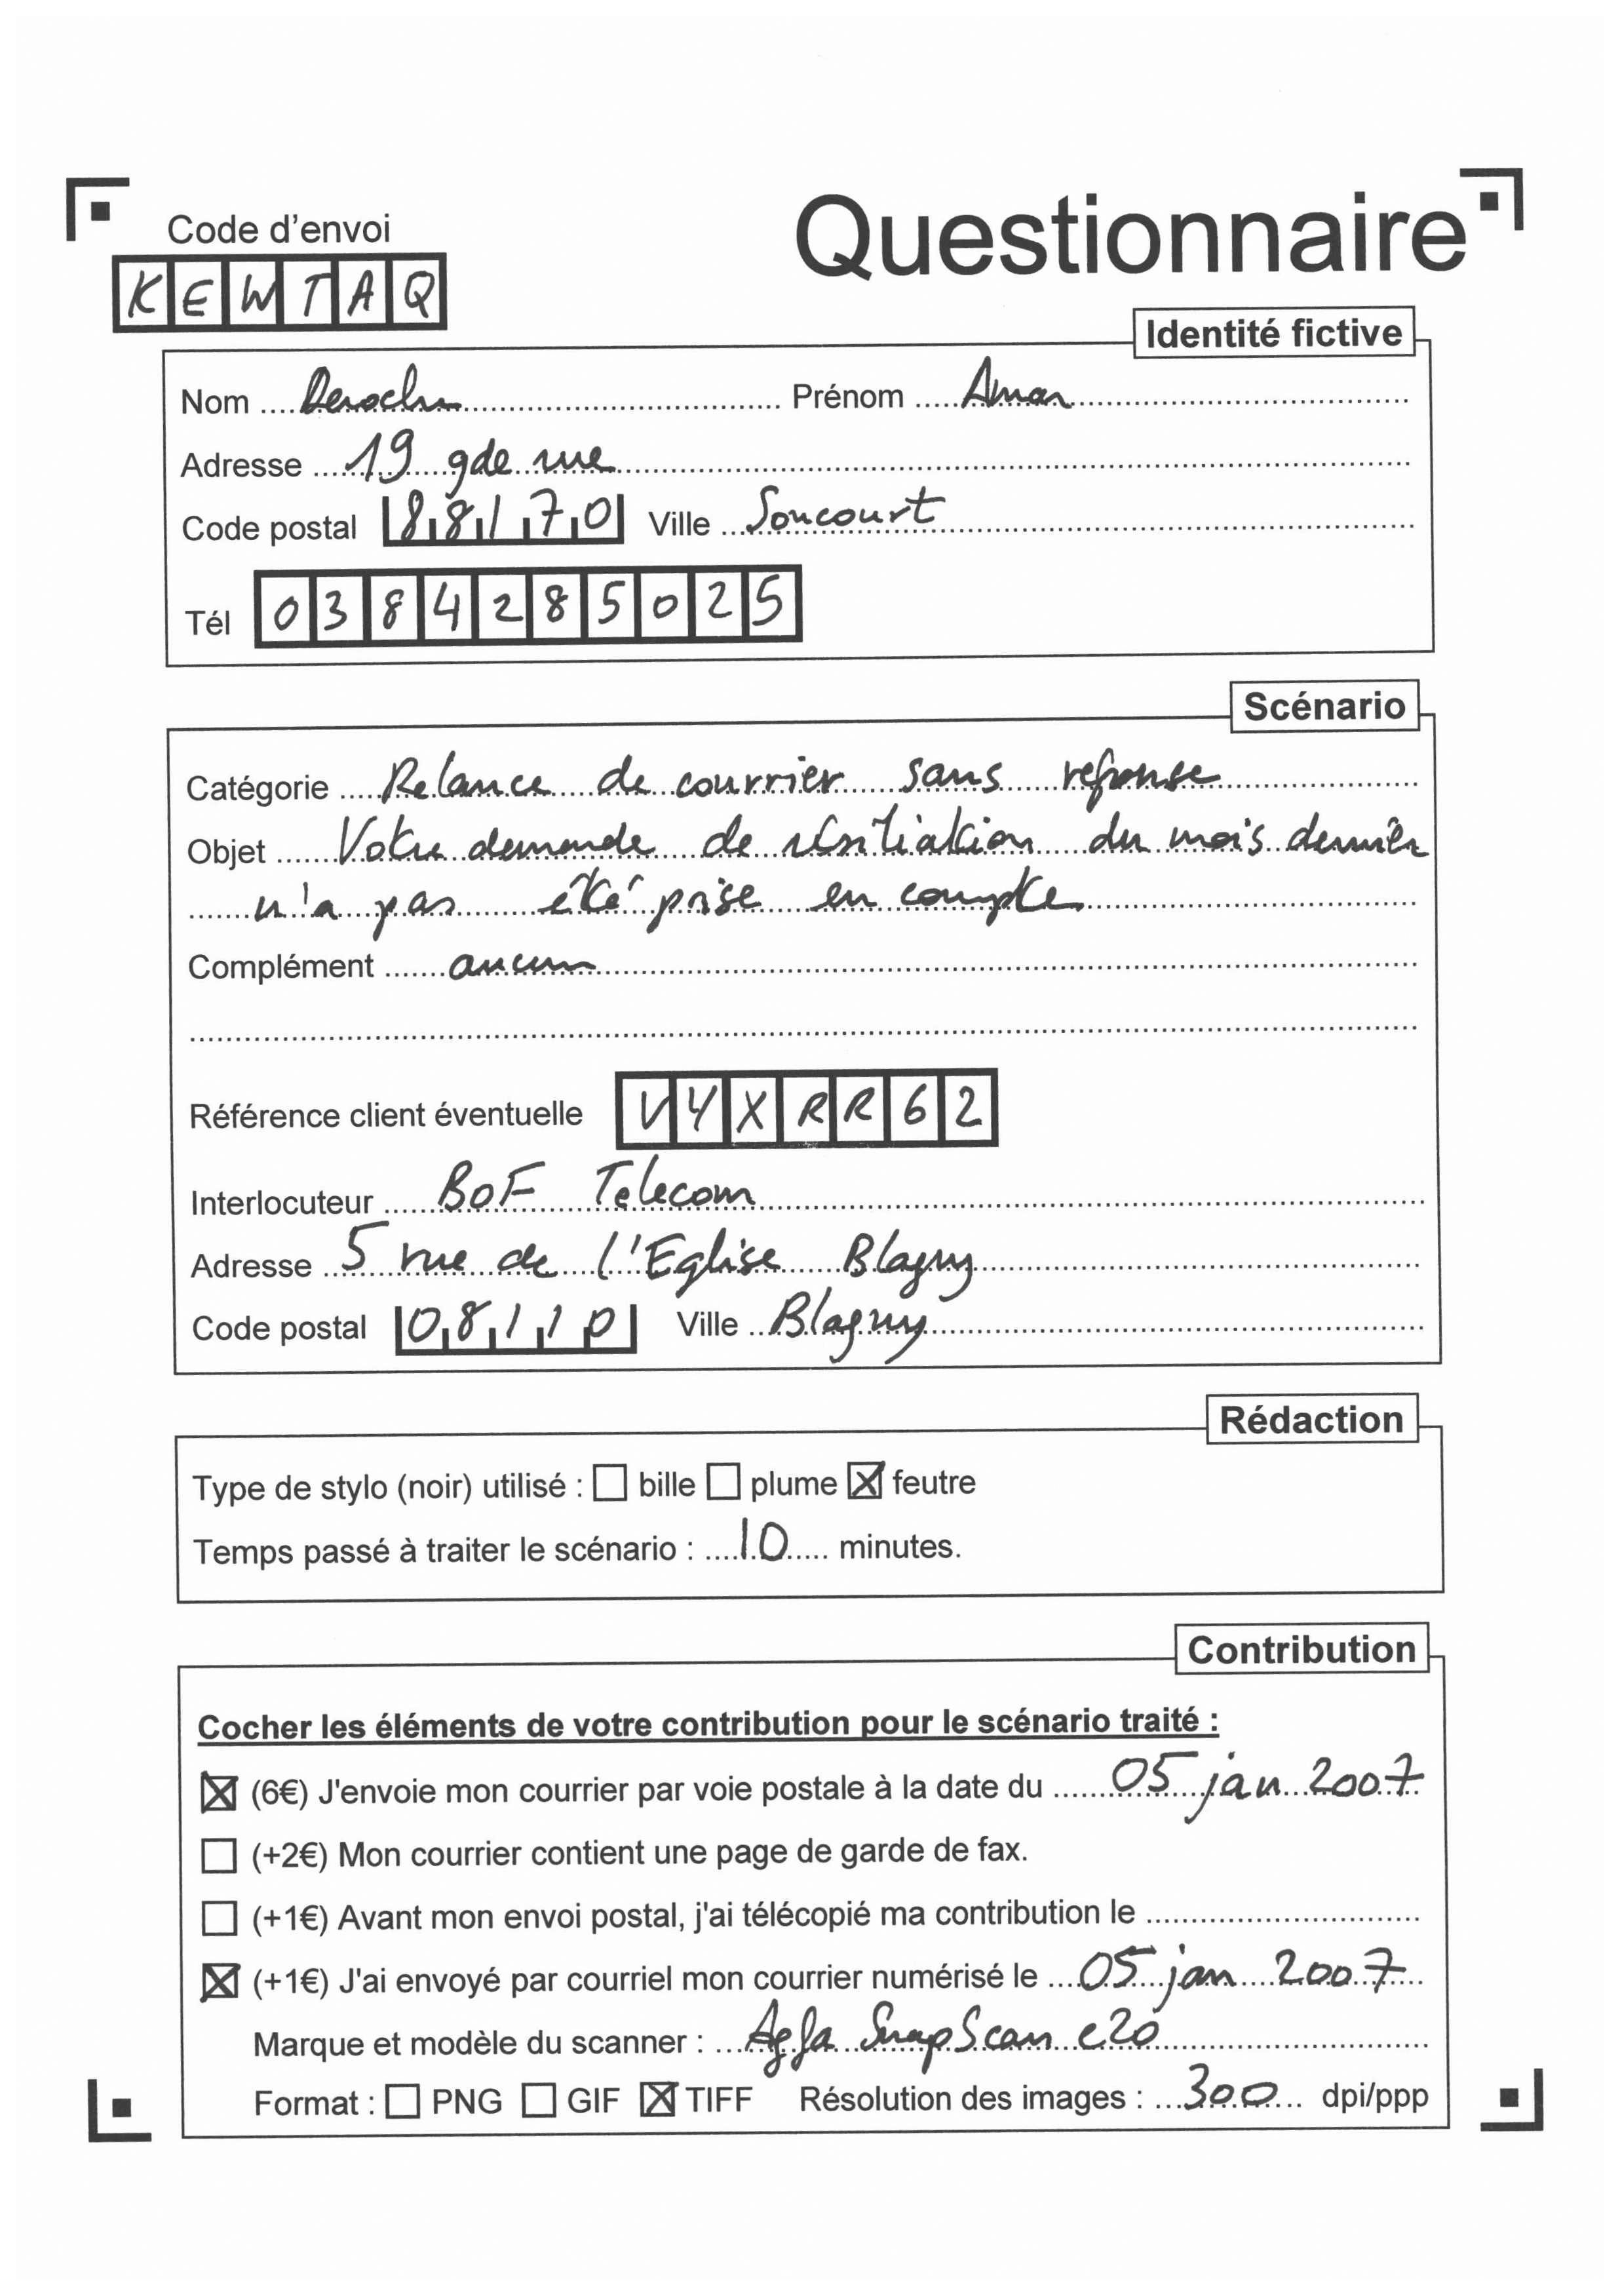 Code d'envoi
Questionnaire
KEWTAQ
Identité fictive
Nom Prénom Aman
Adresse 19 gde rue
Code postal 88170 Ville Soncourt
Tél 0384285025
Scénario
Catégorie Relance de courrier sans reponse
Objet Votre demande de résiliation du mois dernier
n'a pas été prise en compte
Complément aucun
Référence client éventuelle VYXRR62
Interlocuteur BoF Telecom
Adresse 5 rue de l'Eglise Blagny
Code postal 08110 Ville Blagny
Rédaction
Type de stylo (noir) utilisé : ☐ bille ☐ plume ☒ feutre
Temps passé à traiter le scénario : 10 minutes.
Contribution
Cocher les éléments de votre contribution pour le scénario traité :
☒ (6€) J'envoie mon courrier par voie postale à la date du 05 jan 2007
☐ (+2€) Mon courrier contient une page de garde de fax.
☐ (+1€) Avant mon envoi postal, j'ai télécopié ma contribution le
☒ (+1€) J'ai envoyé par courriel mon courrier numérisé le 05 jan 2007
Marque et modèle du scanner : Agfa SnapScan e20
Format : ☐ PNG ☐ GIF ☒ TIFF Résolution des images : 300 dpi/ppp